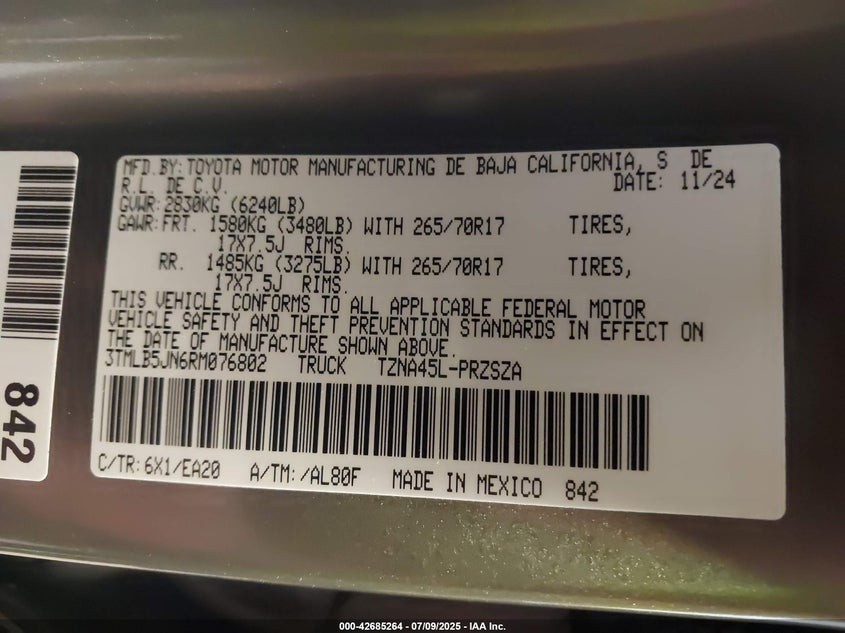 MFD.BY:TOYOTA MOTOR MANUFACTURING DE BAJA CALIFORNIA, S DE
R.L. DE C.V. DATE: 11/24
GVWR:2830KG (6240LB)
GAWR:FRT. 1580KG (3480LB) WITH 265/70R17 TIRES,
17X7.5J RIMS.
RR. 1485KG (3275LB) WITH 265/70R17 TIRES,
17X7.5J RIMS.
THIS VEHICLE CONFORMS TO ALL APPLICABLE FEDERAL MOTOR
VEHICLE SAFETY AND THEFT PREVENTION STANDARDS IN EFFECT ON
THE DATE OF MANUFACTURE SHOWN ABOVE.
3TMLB5JN6RM076802 TRUCK TZNA45L-PRZSZA
C/TR:6X1/EA20 A/TM:/AL80F MADE IN MEXICO 842
842
000-42685264 - 07/09/2025 - IAA Inc.